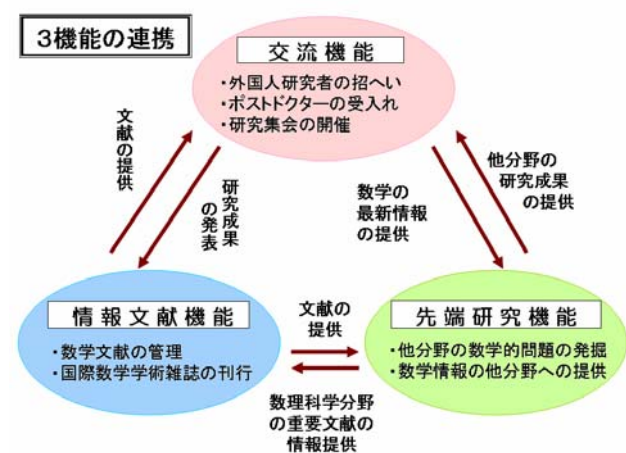 3機能の連携
交流機能
・外国人研究者の招へい
・ポストドクターの受入れ
・研究集会の開催
文献の提供
研究成果
の発表
数学の
最新情報
の提供
他分野の
研究成果
の提供
情報文献機能
・数学文献の管理
・国際数学学術雑誌の刊行
文献の
提供
数理科学分野
の重要文献の
情報提供
先端研究機能
・他分野の数学的問題の発掘
・数学情報の他分野への提供